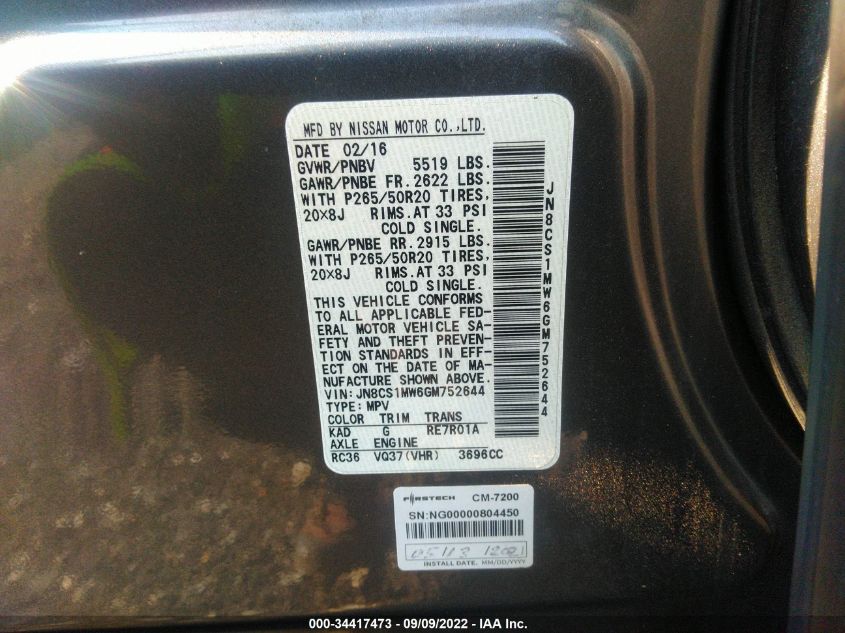 MFD BY NISSAN MOTOR CO.,LTD.
DATE 02/16
GVWR/PNBV 5519 LBS.
GAWR/PNBE FR. 2622 LBS.
WITH P265/50R20 TIRES,
20×8J RIMS. AT 33 PSI
COLD SINGLE.
GAWR/PNBE RR. 2915 LBS.
WITH P265/50R20 TIRES,
20×8J RIMS. AT 33 PSI
COLD SINGLE.
THIS VEHICLE CONFORMS
TO ALL APPLICABLE FED-
ERAL MOTOR VEHICLE SA-
FETY AND THEFT PREVEN-
TION STANDARDS IN EFF-
ECT ON THE DATE OF MA-
NUFACTURE SHOWN ABOVE.
VIN: JN8CS1MW6GM752644
TYPE: MPV
COLOR TRIM TRANS
KAD G RE7R01A
AXLE ENGINE
RC36 VQ37(VHR) 3696CC
JN8CS1MW6GM752644
FIRSTECH CM-7200
SN:NG00000804450
INSTALL DATE. MM/DD/YYYY
000-34417473 - 09/09/2022 - IAA Inc.